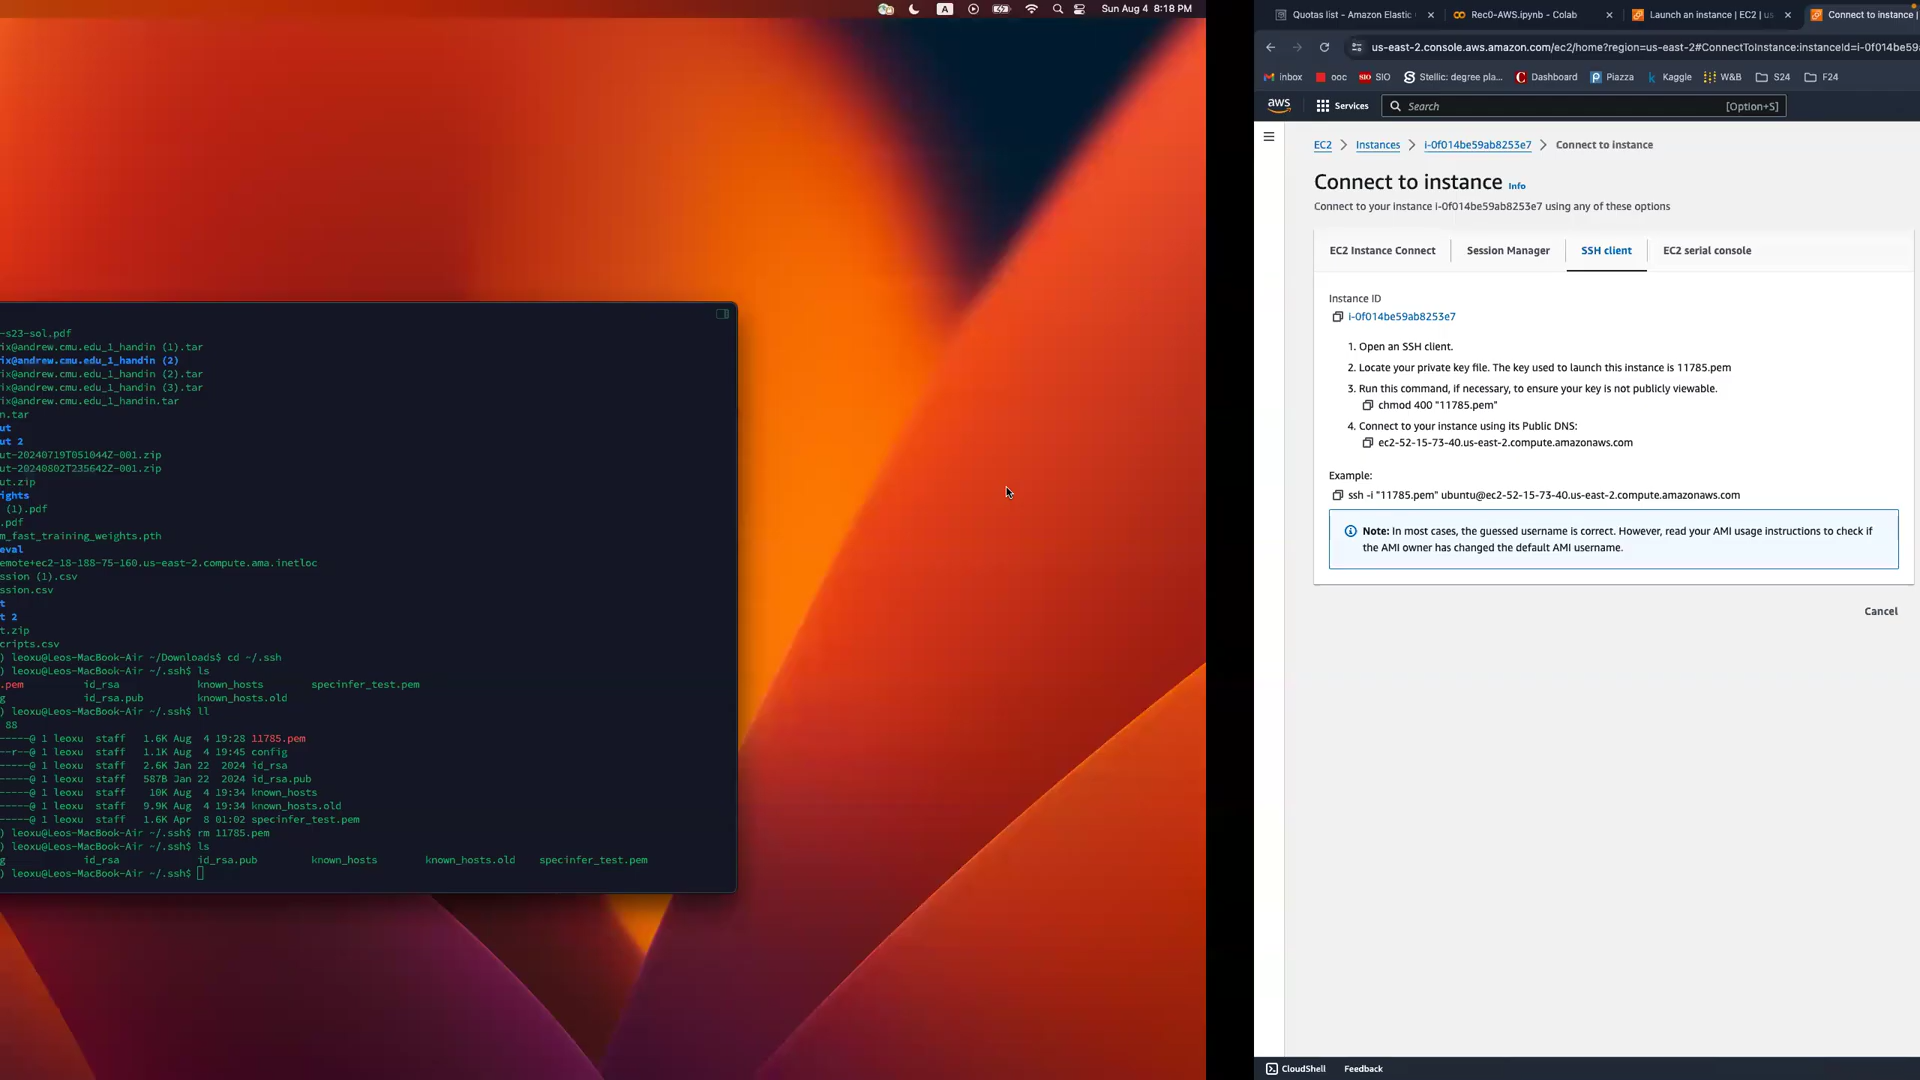 Sun Aug 4 8:18 PM
-s23-sol.pdf
ix@andrew.cmu.edu_1_handin (1).tar
ix@andrew.cmu.edu_1_handin (2)
ix@andrew.cmu.edu_1_handin (2).tar
ix@andrew.cmu.edu_1_handin (3).tar
ix@andrew.cmu.edu_1_handin.tar
n.tar
ut
ut 2
ut-20240719T051044Z-001.zip
ut-20240802T235642Z-001.zip
ut.zip
ights
(1).pdf
.pdf
m_fast_training_weights.pth
eval
emote+ec2-18-188-75-160.us-east-2.compute.ama.inetloc
ssion (1).csv
ssion.csv
t
t 2
t.zip
cripts.csv
) leoxu@Leos-MacBook-Air ~/Downloads$ cd ~/.ssh
) leoxu@Leos-MacBook-Air ~/.ssh$ ls
.pem id_rsa known_hosts specinfer_test.pem
g id_rsa.pub known_hosts.old
) leoxu@Leos-MacBook-Air ~/.ssh$ ll
88
-----@ 1 leoxu staff 1.6K Aug 4 19:28 11785.pem
--r--@ 1 leoxu staff 1.1K Aug 4 19:45 config
-----@ 1 leoxu staff 2.6K Jan 22 2024 id_rsa
-----@ 1 leoxu staff 587B Jan 22 2024 id_rsa.pub
-----@ 1 leoxu staff 10K Aug 4 19:34 known_hosts
-----@ 1 leoxu staff 9.9K Aug 4 19:34 known_hosts.old
-----@ 1 leoxu staff 1.6K Apr 8 01:02 specinfer_test.pem
) leoxu@Leos-MacBook-Air ~/.ssh$ rm 11785.pem
) leoxu@Leos-MacBook-Air ~/.ssh$ ls
g id_rsa id_rsa.pub known_hosts known_hosts.old specinfer_test.pem
) leoxu@Leos-MacBook-Air ~/.ssh$
Quotas list - Amazon Elastic Rec0-AWS.ipynb - Colab Launch an instance | EC2 | us Connect to instance |
us-east-2.console.aws.amazon.com/ec2/home?region=us-east-2#ConnectToInstance:instanceId=i-0f014be59
inbox ooc SIO Stellic: degree pla... Dashboard Piazza Kaggle W&B S24 F24
aws Services Search [Option+S]
EC2 Instances i-0f014be59ab8253e7 Connect to instance
Connect to instance Info
Connect to your instance i-0f014be59ab8253e7 using any of these options
EC2 Instance Connect Session Manager SSH client EC2 serial console
Instance ID
i-0f014be59ab8253e7
1. Open an SSH client.
2. Locate your private key file. The key used to launch this instance is 11785.pem
3. Run this command, if necessary, to ensure your key is not publicly viewable.
chmod 400 "11785.pem"
4. Connect to your instance using its Public DNS:
ec2-52-15-73-40.us-east-2.compute.amazonaws.com
Example:
ssh -i "11785.pem" ubuntu@ec2-52-15-73-40.us-east-2.compute.amazonaws.com
Note: In most cases, the guessed username is correct. However, read your AMI usage instructions to check if
the AMI owner has changed the default AMI username.
Cancel
CloudShell Feedback